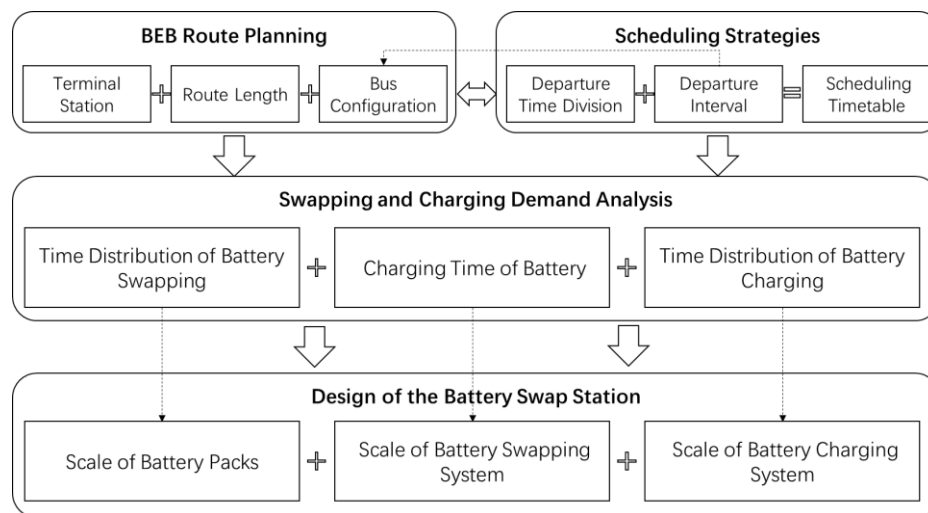 BEB Route Planning
Terminal
Station
+
Route Length
+
Bus
Configuration
Scheduling Strategies
Departure
Time Division
+
Departure
Interval
=
Scheduling
Timetable
Swapping and Charging Demand Analysis
Time Distribution of Battery
Swapping
+
Charging Time of Battery
+
Time Distribution of Battery
Charging
Design of the Battery Swap Station
Scale of Battery Packs
+
Scale of Battery Swapping
System
+
Scale of Battery Charging
System